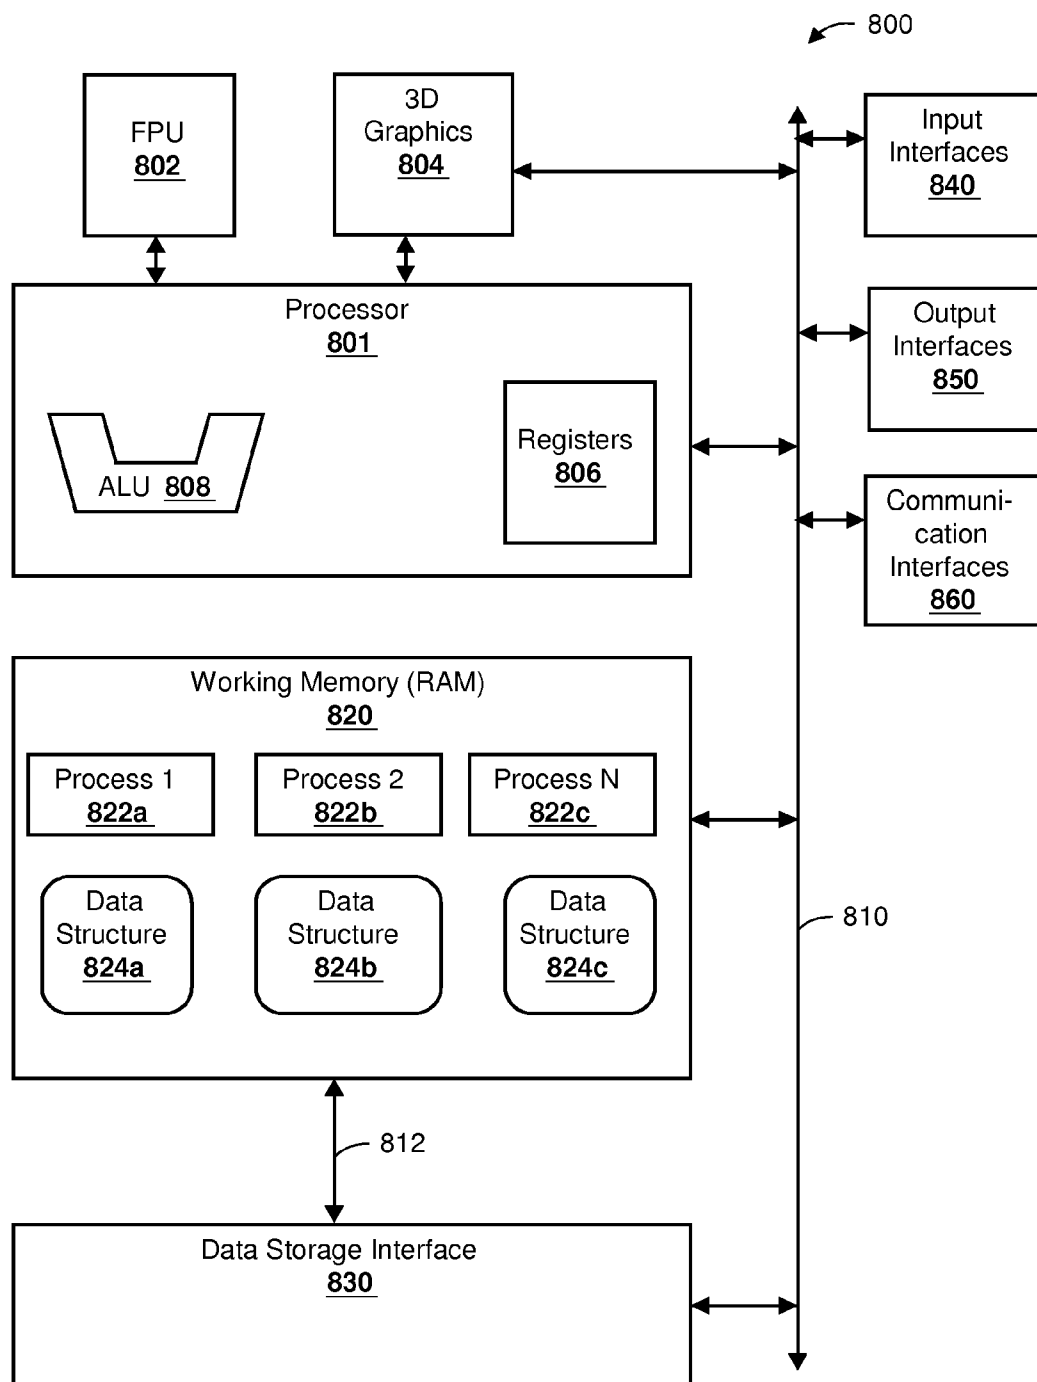 800
FPU
802
3D
Graphics
804
Input
Interfaces
840
Processor
801
Output
Interfaces
850
ALU 808
Registers
806
Communi-
cation
Interfaces
860
Working Memory (RAM)
820
Process 1
822a
Process 2
822b
Process N
822c
Data
Structure
824a
Data
Structure
824b
Data
Structure
824c
810
812
Data Storage Interface
830